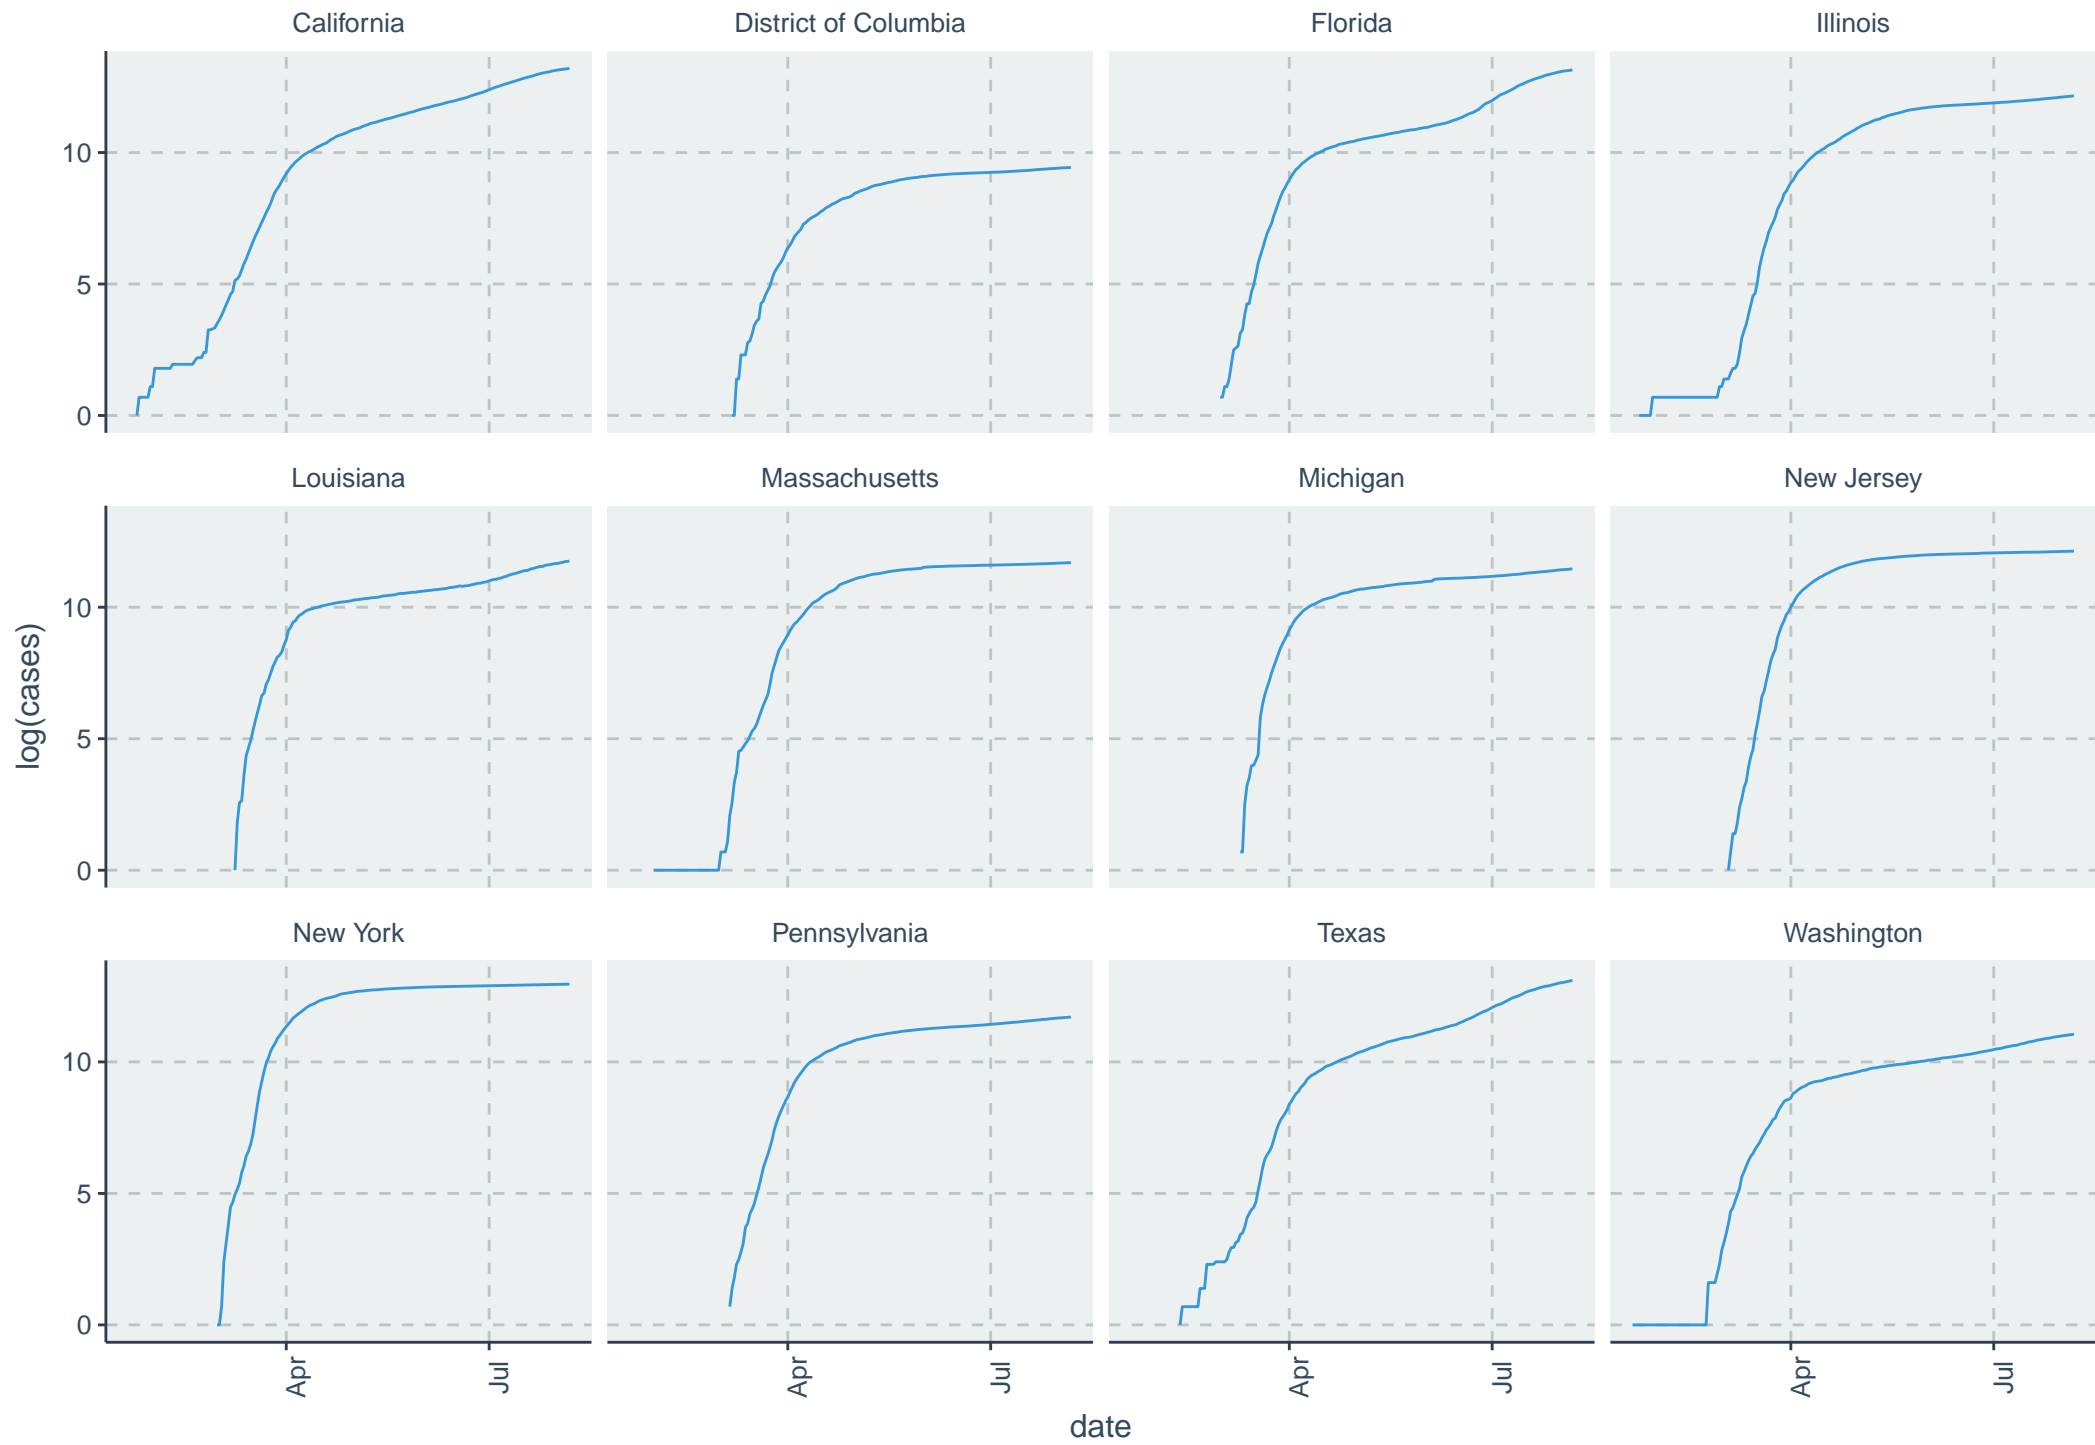 California
District of Columbia
Florida
Illinois
10
5
0
Louisiana
Massachusetts
Michigan
New Jersey
log(cases)
10
5
0
New York
Pennsylvania
Texas
Washington
10
5
0
Apr
Jul
Apr
Jul
Apr
Jul
Apr
Jul
date